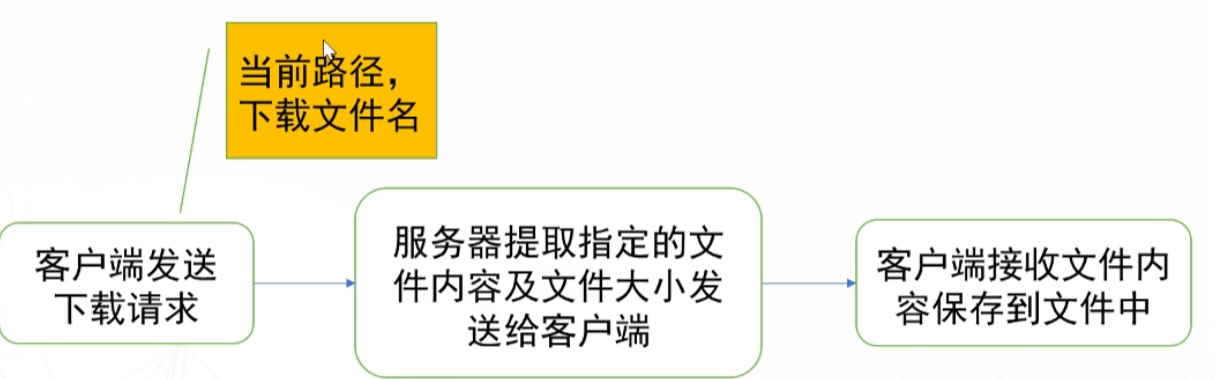 当前路径，
下载文件名
客户端发送
下载请求
服务器提取指定的文
件内容及文件大小发
送给客户端
客户端接收文件内
容保存到文件中